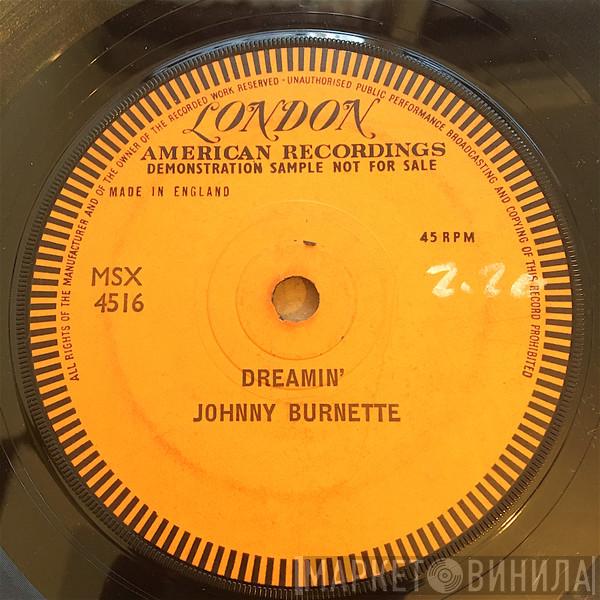 ALL RIGHTS OF THE MANUFACTURER AND OF THE OWNER OF THE RECORDED WORK RESERVED · UNAUTHORISED PUBLIC PERFORMANCE BROADCASTING AND COPYING OF THIS RECORD PROHIBITED
LONDON
AMERICAN RECORDINGS
DEMONSTRATION SAMPLE NOT FOR SALE
MADE IN ENGLAND
45 RPM
MSX
4516
DREAMIN'
JOHNNY BURNETTE
МАРКЕТ ВИНИЛА